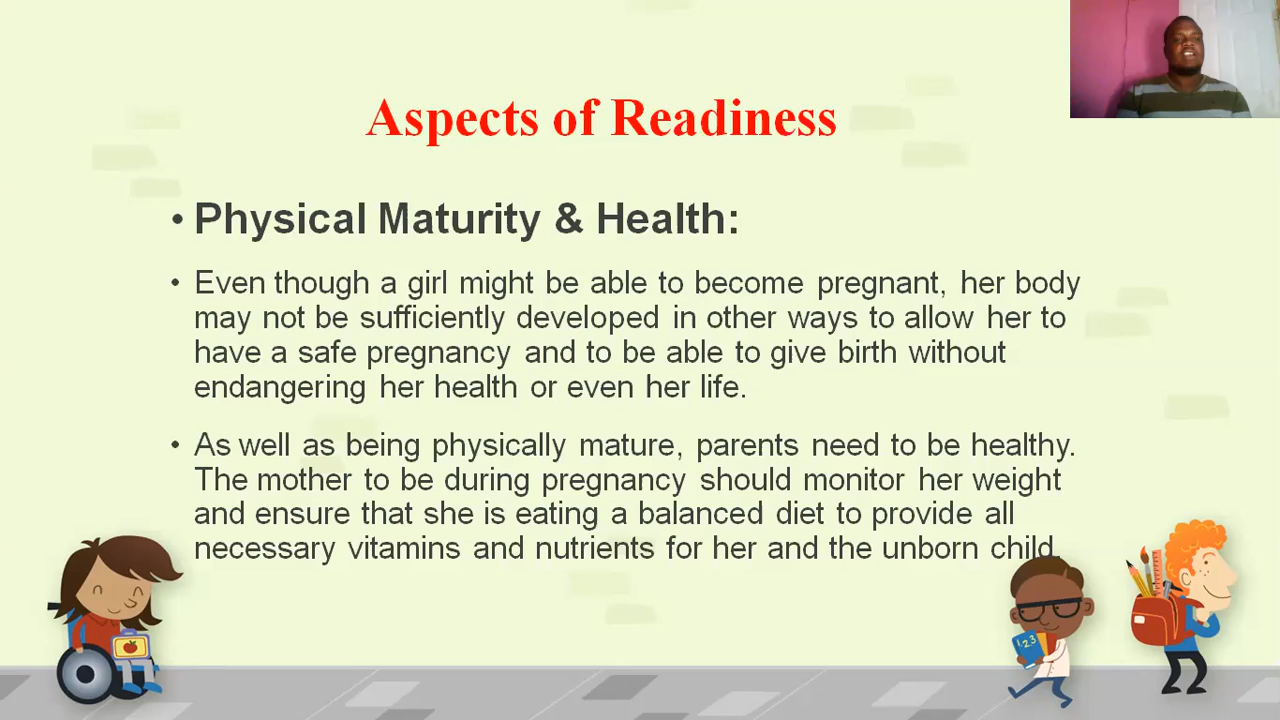 Aspects of Readiness
• Physical Maturity & Health:
• Even though a girl might be able to become pregnant, her body
may not be sufficiently developed in other ways to allow her to
have a safe pregnancy and to be able to give birth without
endangering her health or even her life.
• As well as being physically mature, parents need to be healthy.
The mother to be during pregnancy should monitor her weight
and ensure that she is eating a balanced diet to provide all
necessary vitamins and nutrients for her and the unborn child.
123